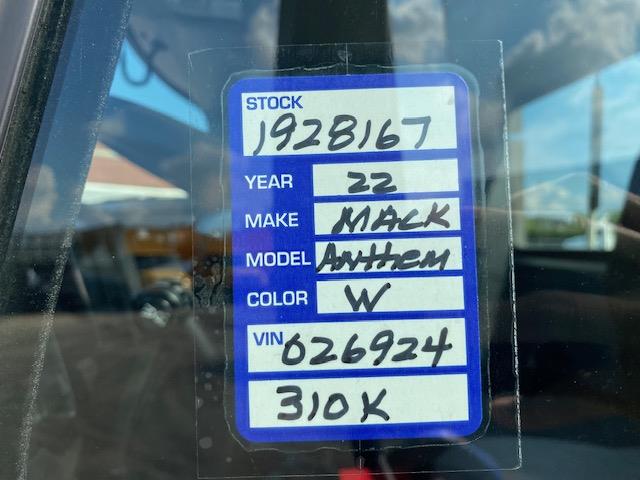 STOCK
1928167
YEAR 22
MAKE MACK
MODEL Anthem
COLOR W
VIN 026924
310K